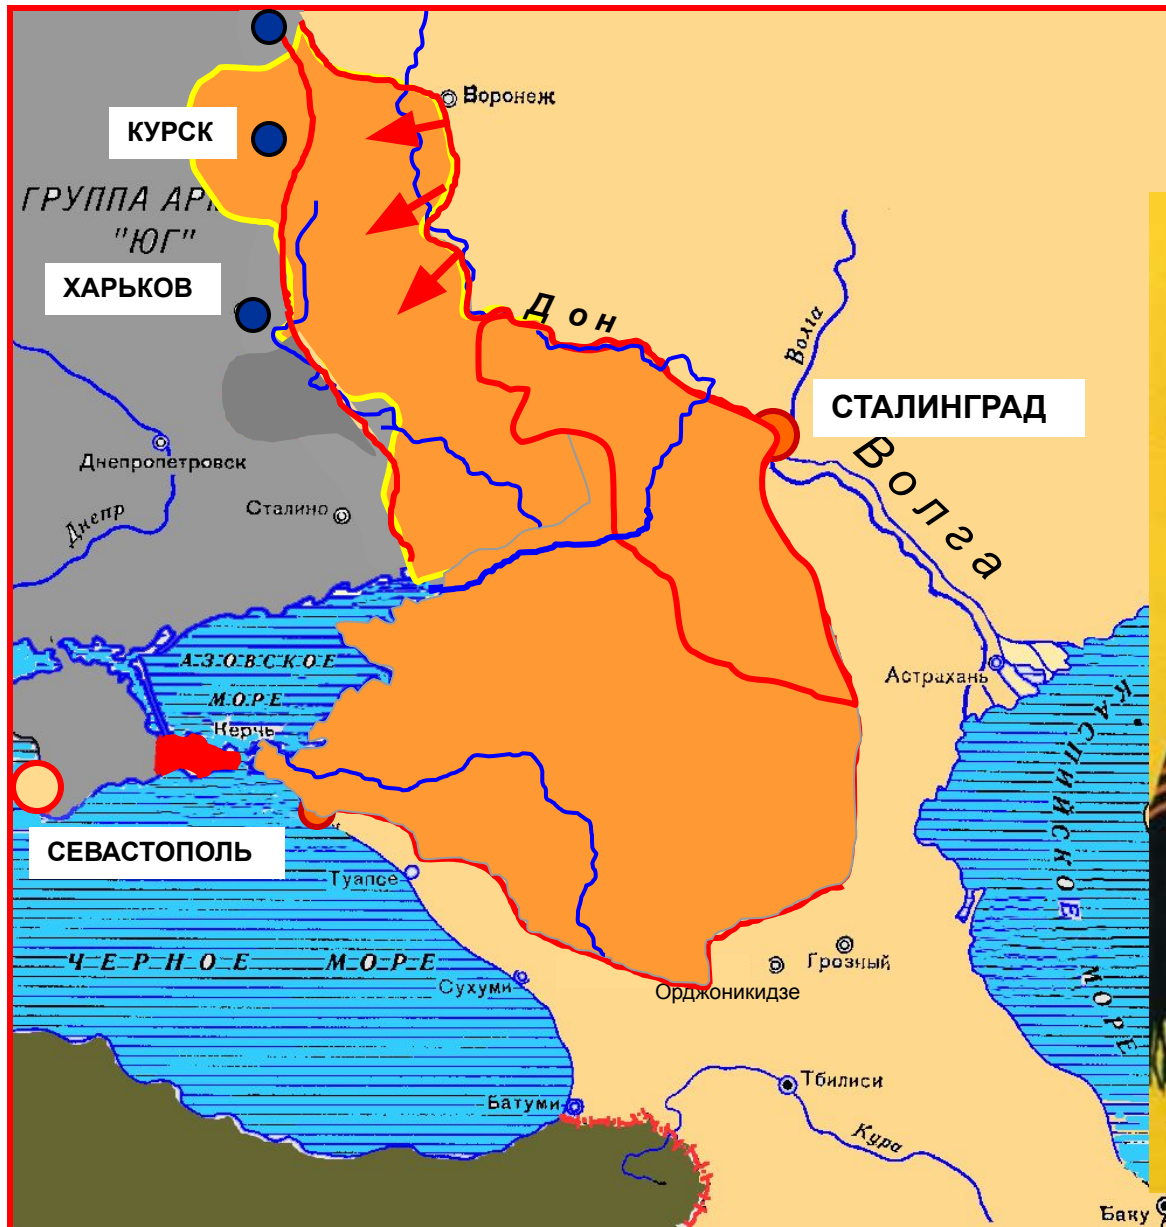 Воронеж
КУРСК
ГРУППА АР
"ЮГ"
ХАРЬКОВ
Дон
Волга
СТАЛИНГРАД
Волга
Днепропетровск
Днепр
Сталино
АЗОВСКОЕ
МОРЕ
Керчь
Астрахань
КАСПИЙСКОЕ
МОРЕ
СЕВАСТОПОЛЬ
Туапсе
ЧЕРНОЕ МОРЕ
Сухуми
Грозный
Орджоникидзе
Тбилиси
Батуми
Кура
Баку